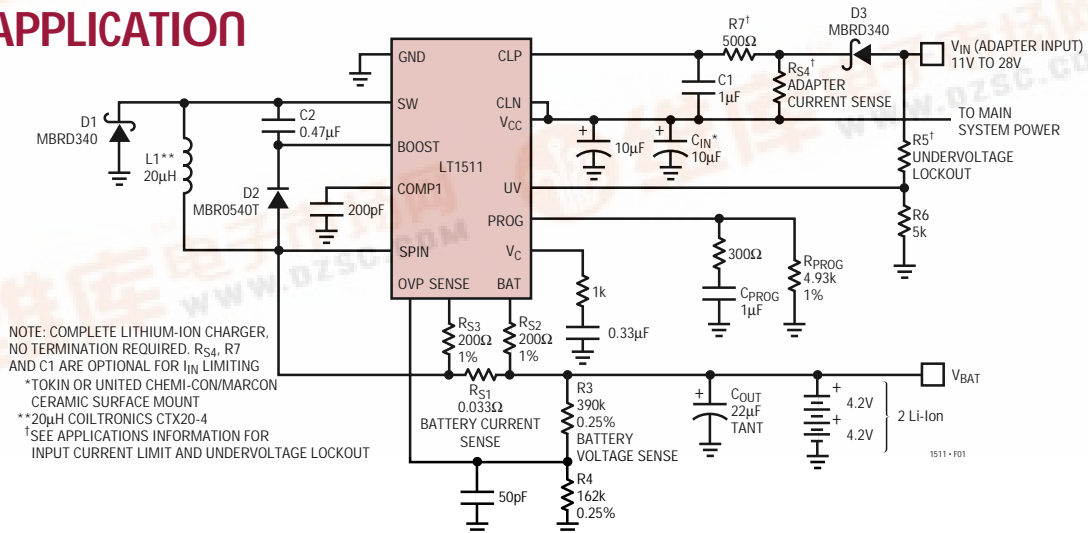 APPLICATION
GND
SW
BOOST
COMP1
SPIN
OVP SENSE
BAT
LT1511
CLP
CLN
VCC
UV
PROG
VC
D1
MBRD340
L1**
20µH
C2
0.47µF
D2
MBR0540T
200pF
R7†
500Ω
C1
1µF
RS4†
ADAPTER
CURRENT SENSE
D3
MBRD340
VIN (ADAPTER INPUT)
11V TO 28V
TO MAIN
SYSTEM POWER
+
10µF
+
CIN*
10µF
R5†
UNDERVOLTAGE
LOCKOUT
R6
5k
300Ω
CPROG
1µF
RPROG
4.93k
1%
1k
0.33µF
RS3
200Ω
1%
RS2
200Ω
1%
RS1
0.033Ω
BATTERY CURRENT
SENSE
R3
390k
0.25%
BATTERY
VOLTAGE SENSE
R4
162k
0.25%
50pF
+
COUT
22µF
TANT
VBAT
+
4.2V
+
4.2V
2 Li-Ion
NOTE: COMPLETE LITHIUM-ION CHARGER,
NO TERMINATION REQUIRED. RS4, R7
AND C1 ARE OPTIONAL FOR IIN LIMITING
*TOKIN OR UNITED CHEMI-CON/MARCON
CERAMIC SURFACE MOUNT
**20µH COILTRONICS CTX20-4
†SEE APPLICATIONS INFORMATION FOR
INPUT CURRENT LIMIT AND UNDERVOLTAGE LOCKOUT
1511 • F01
WWW.DZSC.COM